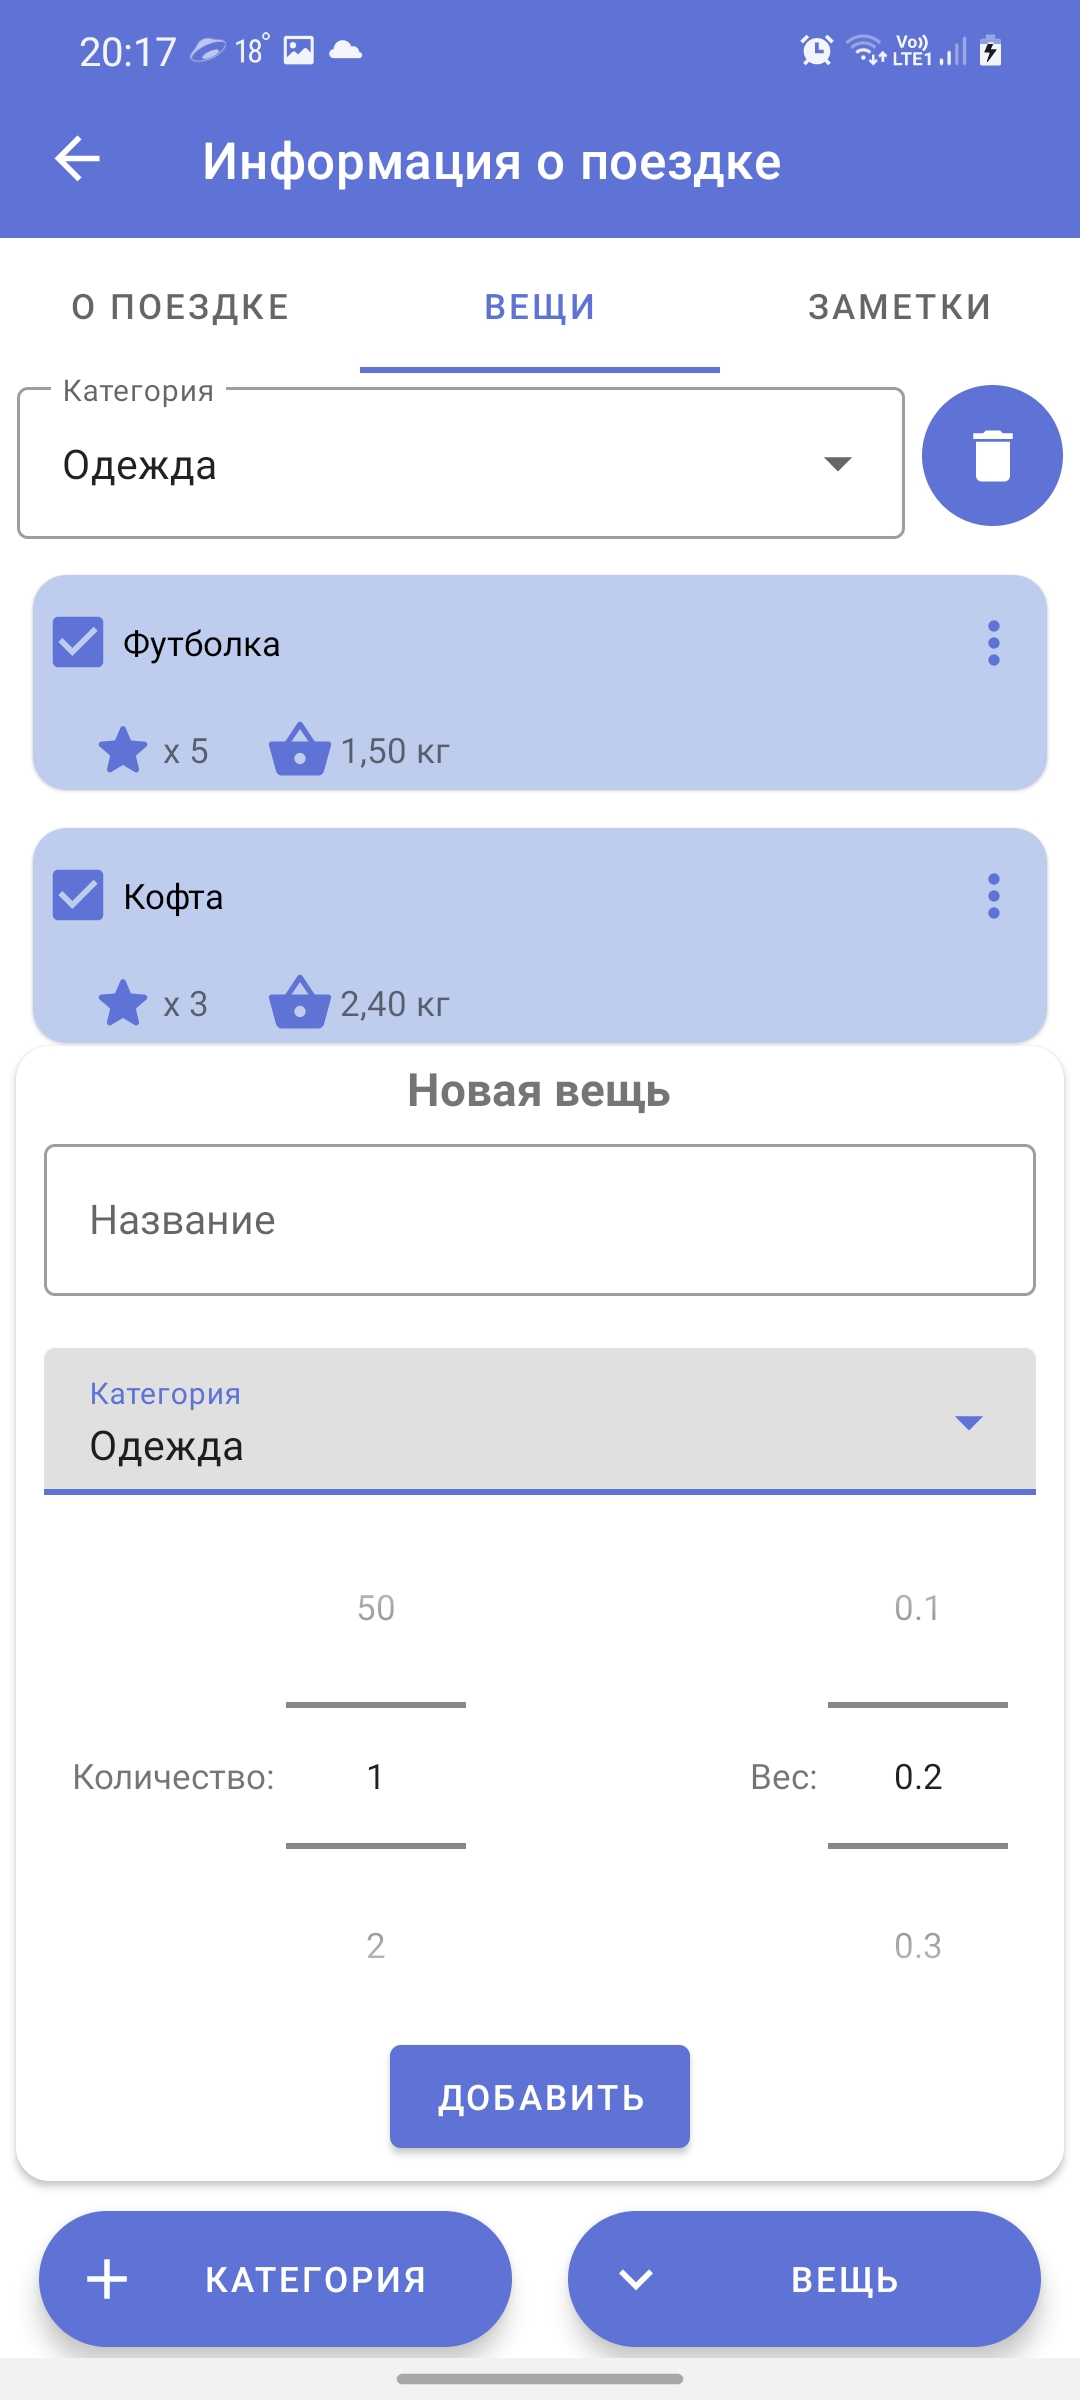 20:17 18°
Vo))
LTE1
Информация о поездке
О ПОЕЗДКЕ ВЕЩИ ЗАМЕТКИ
Категория
Одежда
Футболка
x 5 1,50 кг
Кофта
x 3 2,40 кг
Новая вещь
Название
Категория
Одежда
50 0.1
Количество: 1 Вес: 0.2
2 0.3
ДОБАВИТЬ
КАТЕГОРИЯ ВЕЩЬ